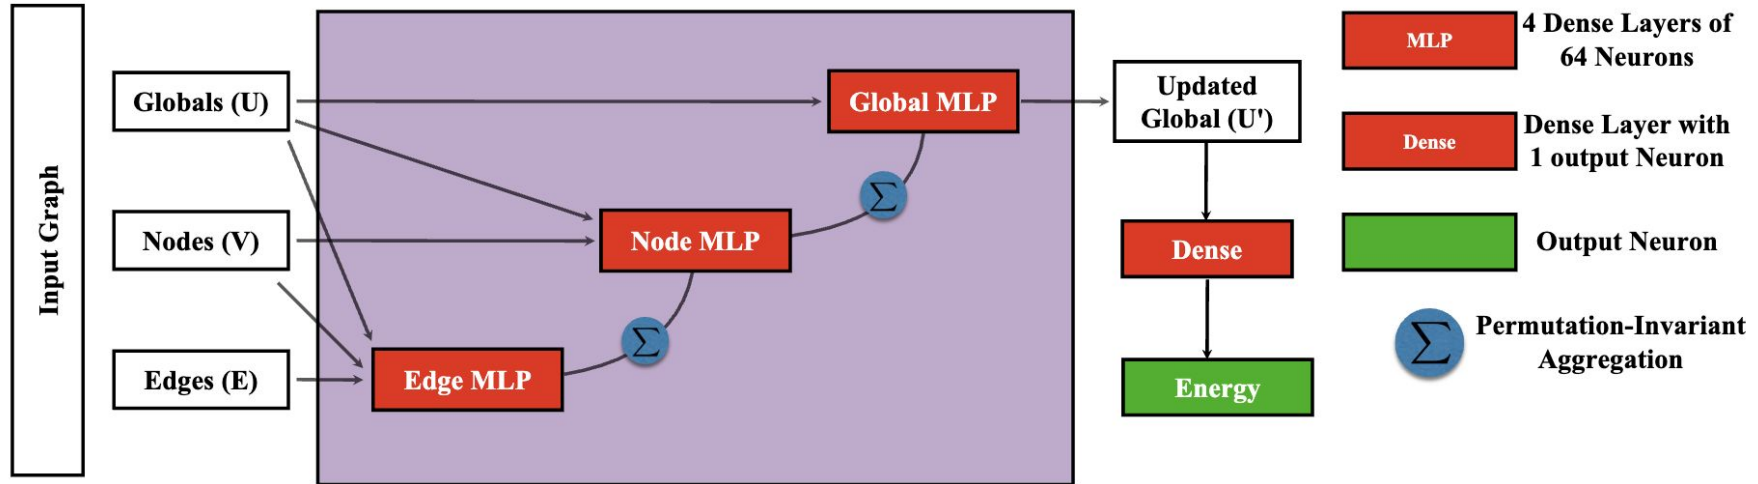 Input Graph
Globals (U)
Nodes (V)
Edges (E)
Global MLP
Σ
Node MLP
Σ
Edge MLP
Updated
Global (U')
Dense
Energy
MLP
4 Dense Layers of
64 Neurons
Dense
Dense Layer with
1 output Neuron
Output Neuron
Σ
Permutation-Invariant
Aggregation